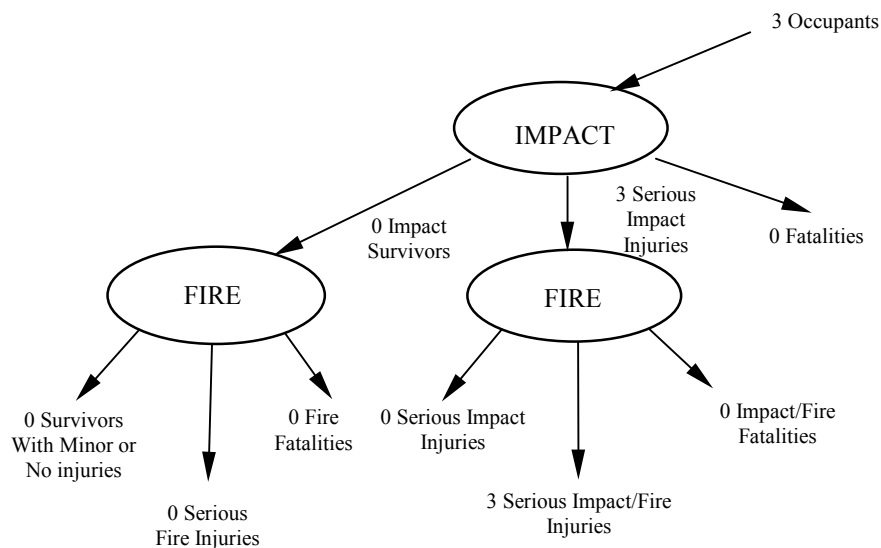 3 Occupants
IMPACT
0 Impact
Survivors
3 Serious
Impact
Injuries
0 Fatalities
FIRE
FIRE
0 Survivors
With Minor or
No injuries
0 Serious
Fire Injuries
0 Fire
Fatalities
0 Serious Impact
Injuries
3 Serious Impact/Fire
Injuries
0 Impact/Fire
Fatalities